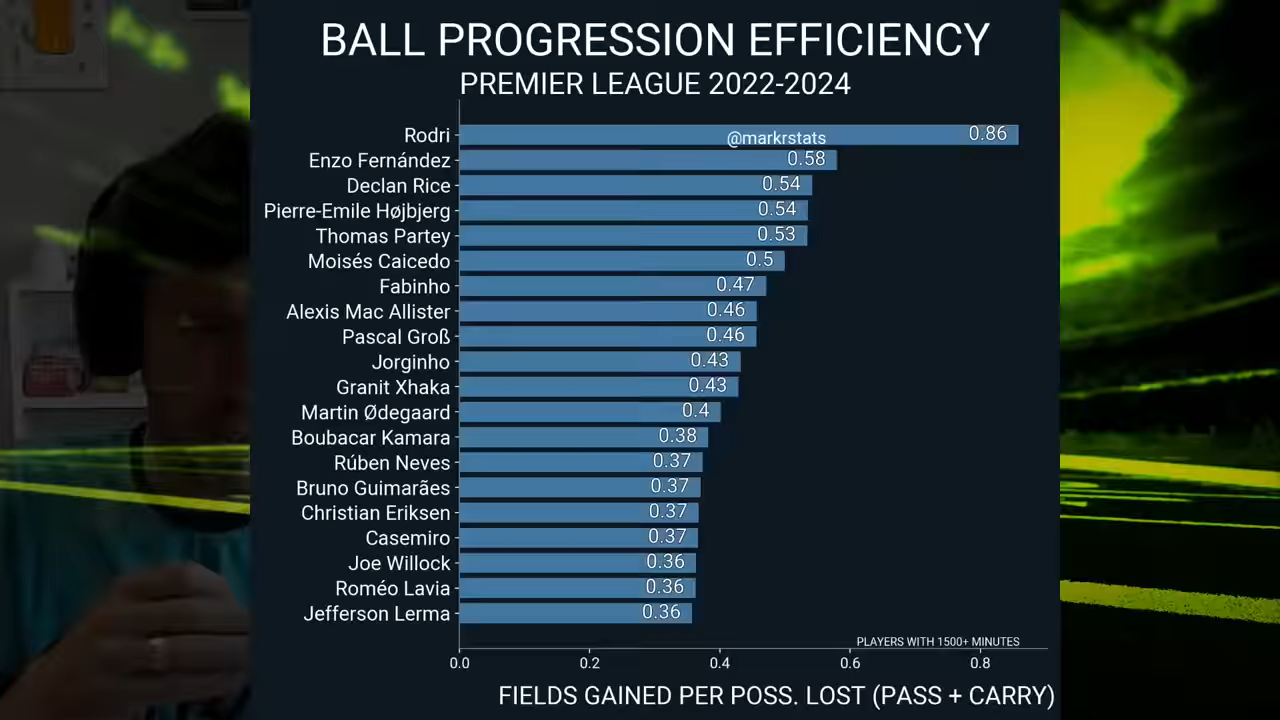 BALL PROGRESSION EFFICIENCY
PREMIER LEAGUE 2022-2024
Rodri 0.86
@markrstats
Enzo Fernández 0.58
Declan Rice 0.54
Pierre-Emile Højbjerg 0.54
Thomas Partey 0.53
Moisés Caicedo 0.5
Fabinho 0.47
Alexis Mac Allister 0.46
Pascal Groß 0.46
Jorginho 0.43
Granit Xhaka 0.43
Martin Ødegaard 0.4
Boubacar Kamara 0.38
Rúben Neves 0.37
Bruno Guimarães 0.37
Christian Eriksen 0.37
Casemiro 0.37
Joe Willock 0.36
Roméo Lavia 0.36
Jefferson Lerma 0.36
PLAYERS WITH 1500+ MINUTES
0.0 0.2 0.4 0.6 0.8
FIELDS GAINED PER POSS. LOST (PASS + CARRY)